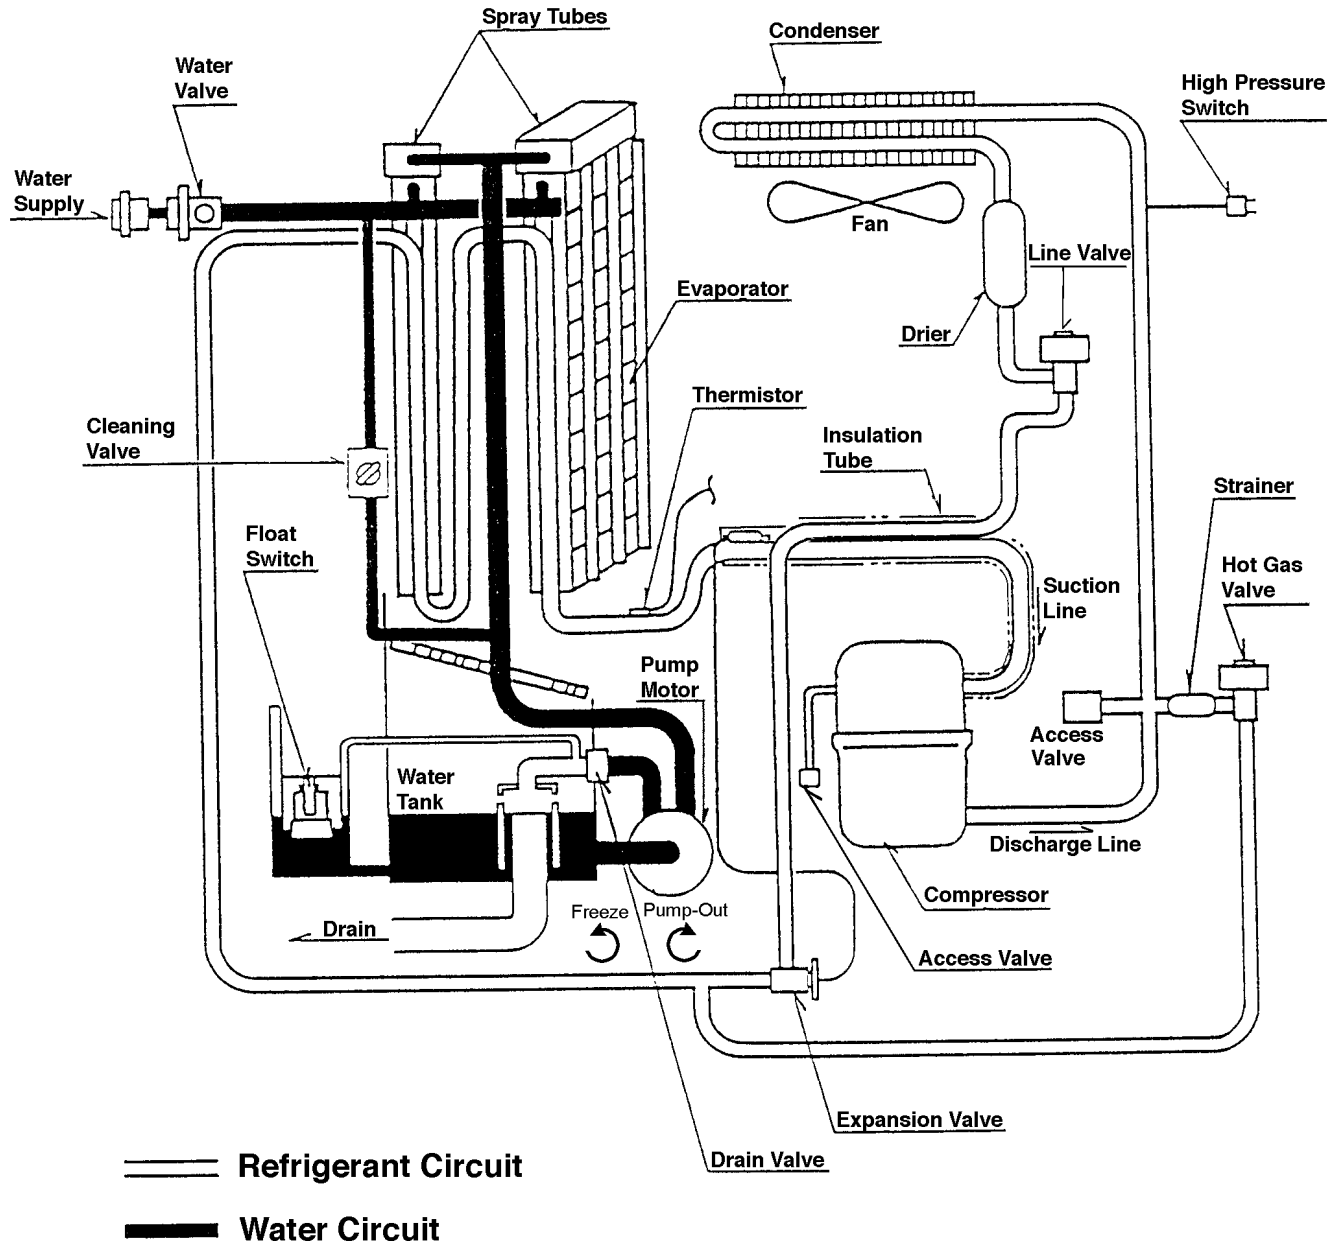 Spray Tubes
Condenser
Water
Valve
High Pressure
Switch
Water
Supply
Fan
Line Valve
Evaporator
Drier
Thermistor
Cleaning
Valve
Insulation
Tube
Strainer
Float
Switch
Hot Gas
Valve
Suction
Line
Pump
Motor
Access
Valve
Water
Tank
Discharge Line
Compressor
Freeze
Pump-Out
Drain
Access Valve
Expansion Valve
Drain Valve
Refrigerant Circuit
Water Circuit